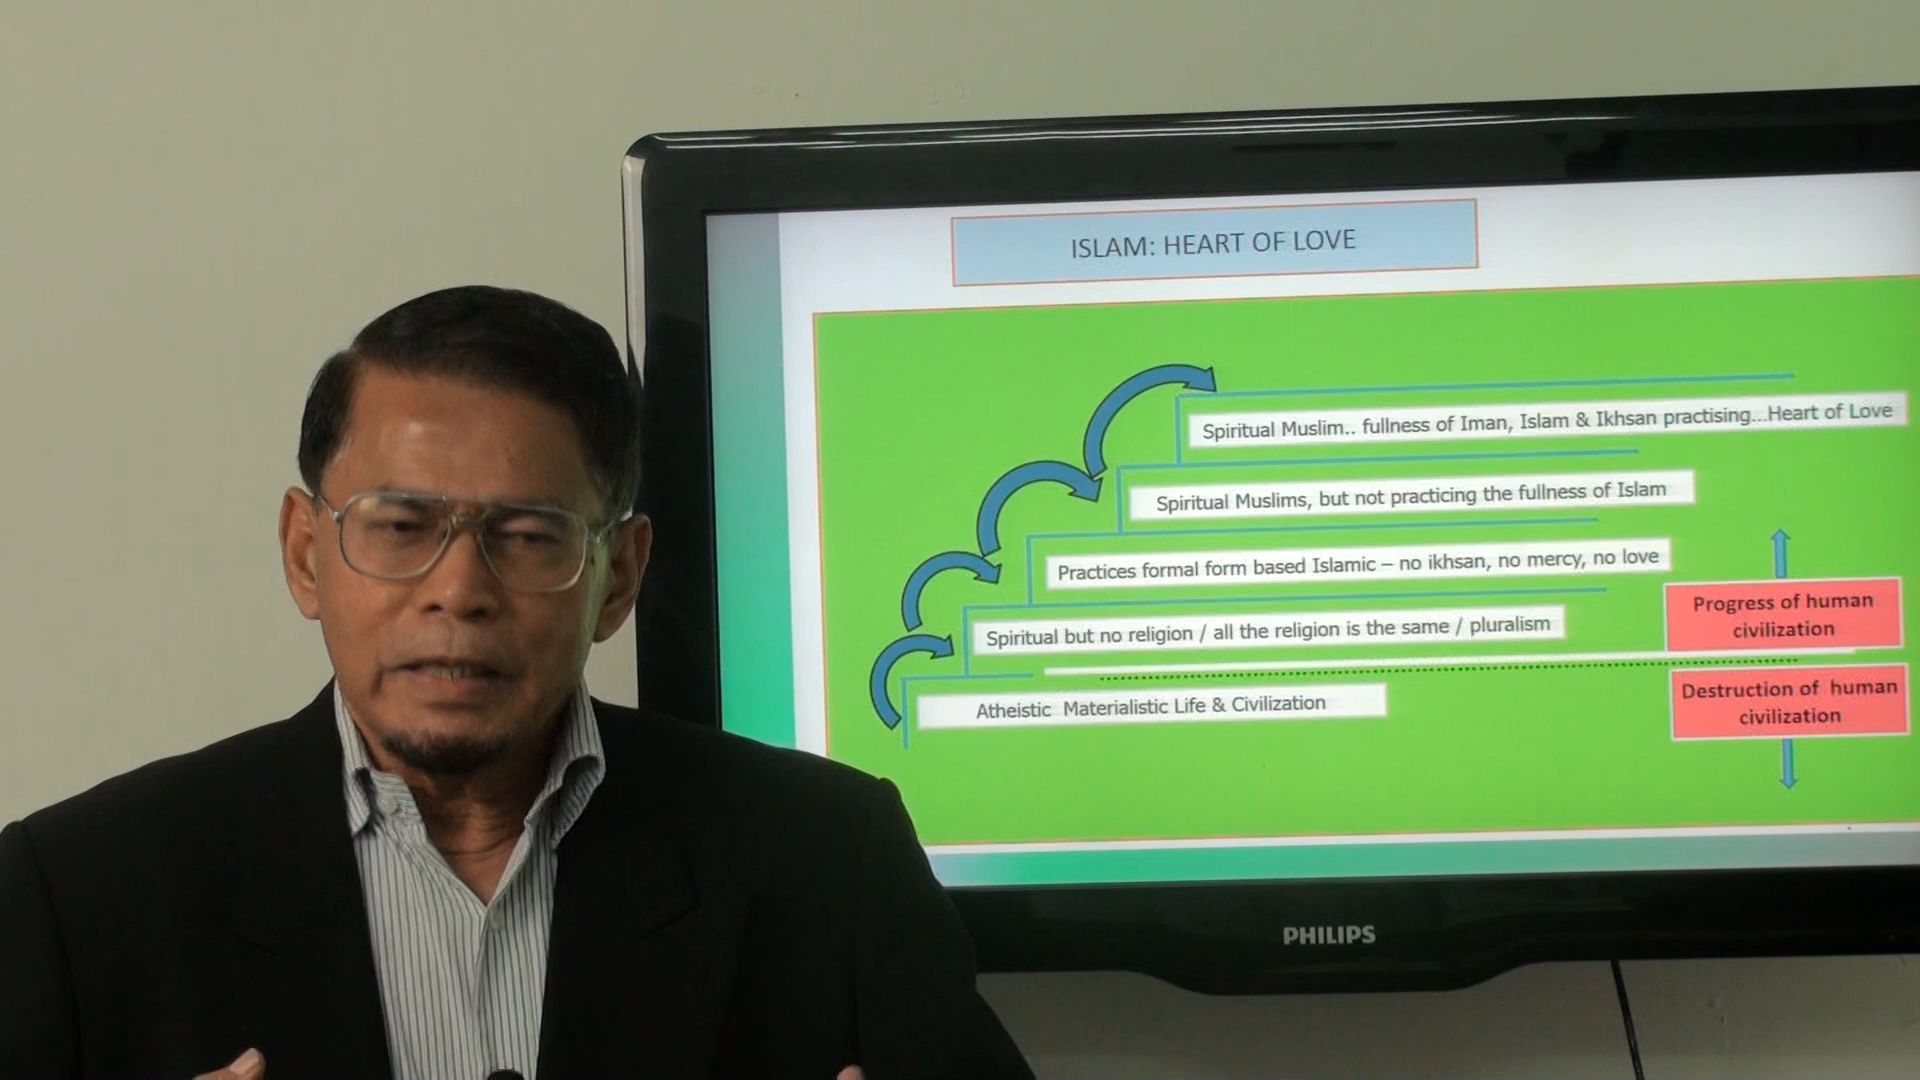 ISLAM: HEART OF LOVE
Spiritual Muslim.. fullness of Iman, Islam & Ikhsan practising...Heart of Love
Spiritual Muslims, but not practicing the fullness of Islam
Practices formal form based Islamic – no ikhsan, no mercy, no love
Spiritual but no religion / all the religion is the same / pluralism
Atheistic Materialistic Life & Civilization
Progress of human
civilization
Destruction of human
civilization
PHILIPS